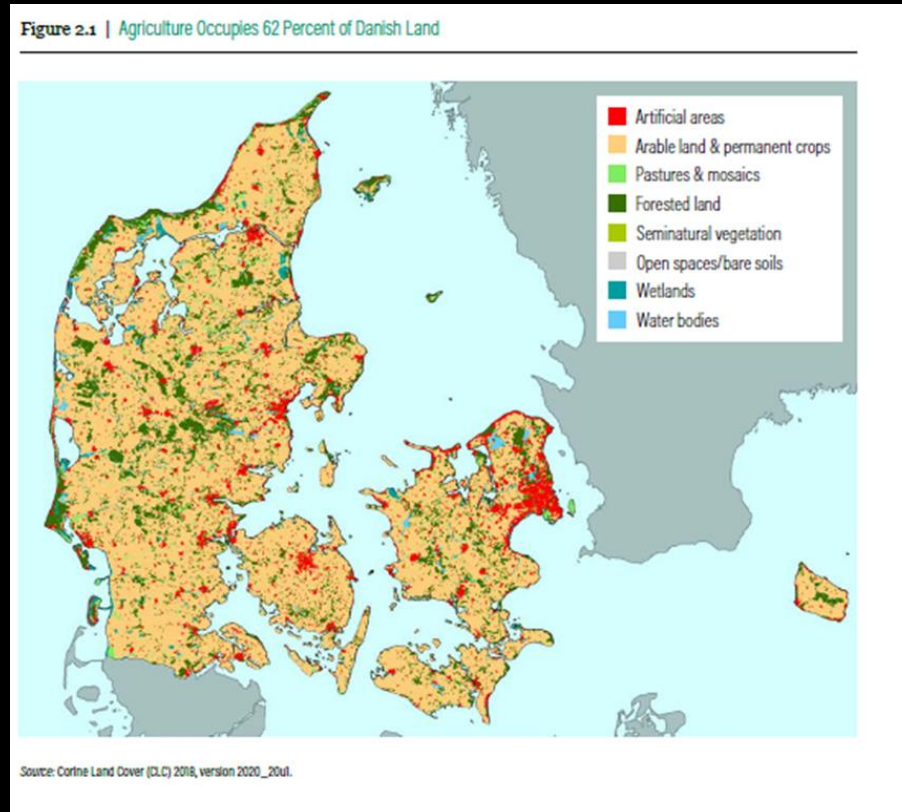 Figure 2.1 | Agriculture Occupies 62 Percent of Danish Land
Artificial areas
Arable land & permanent crops
Pastures & mosaics
Forested land
Seminatural vegetation
Open spaces/bare soils
Wetlands
Water bodies
Source: Corine Land Cover (CLC) 2018, version 2020_20u1.